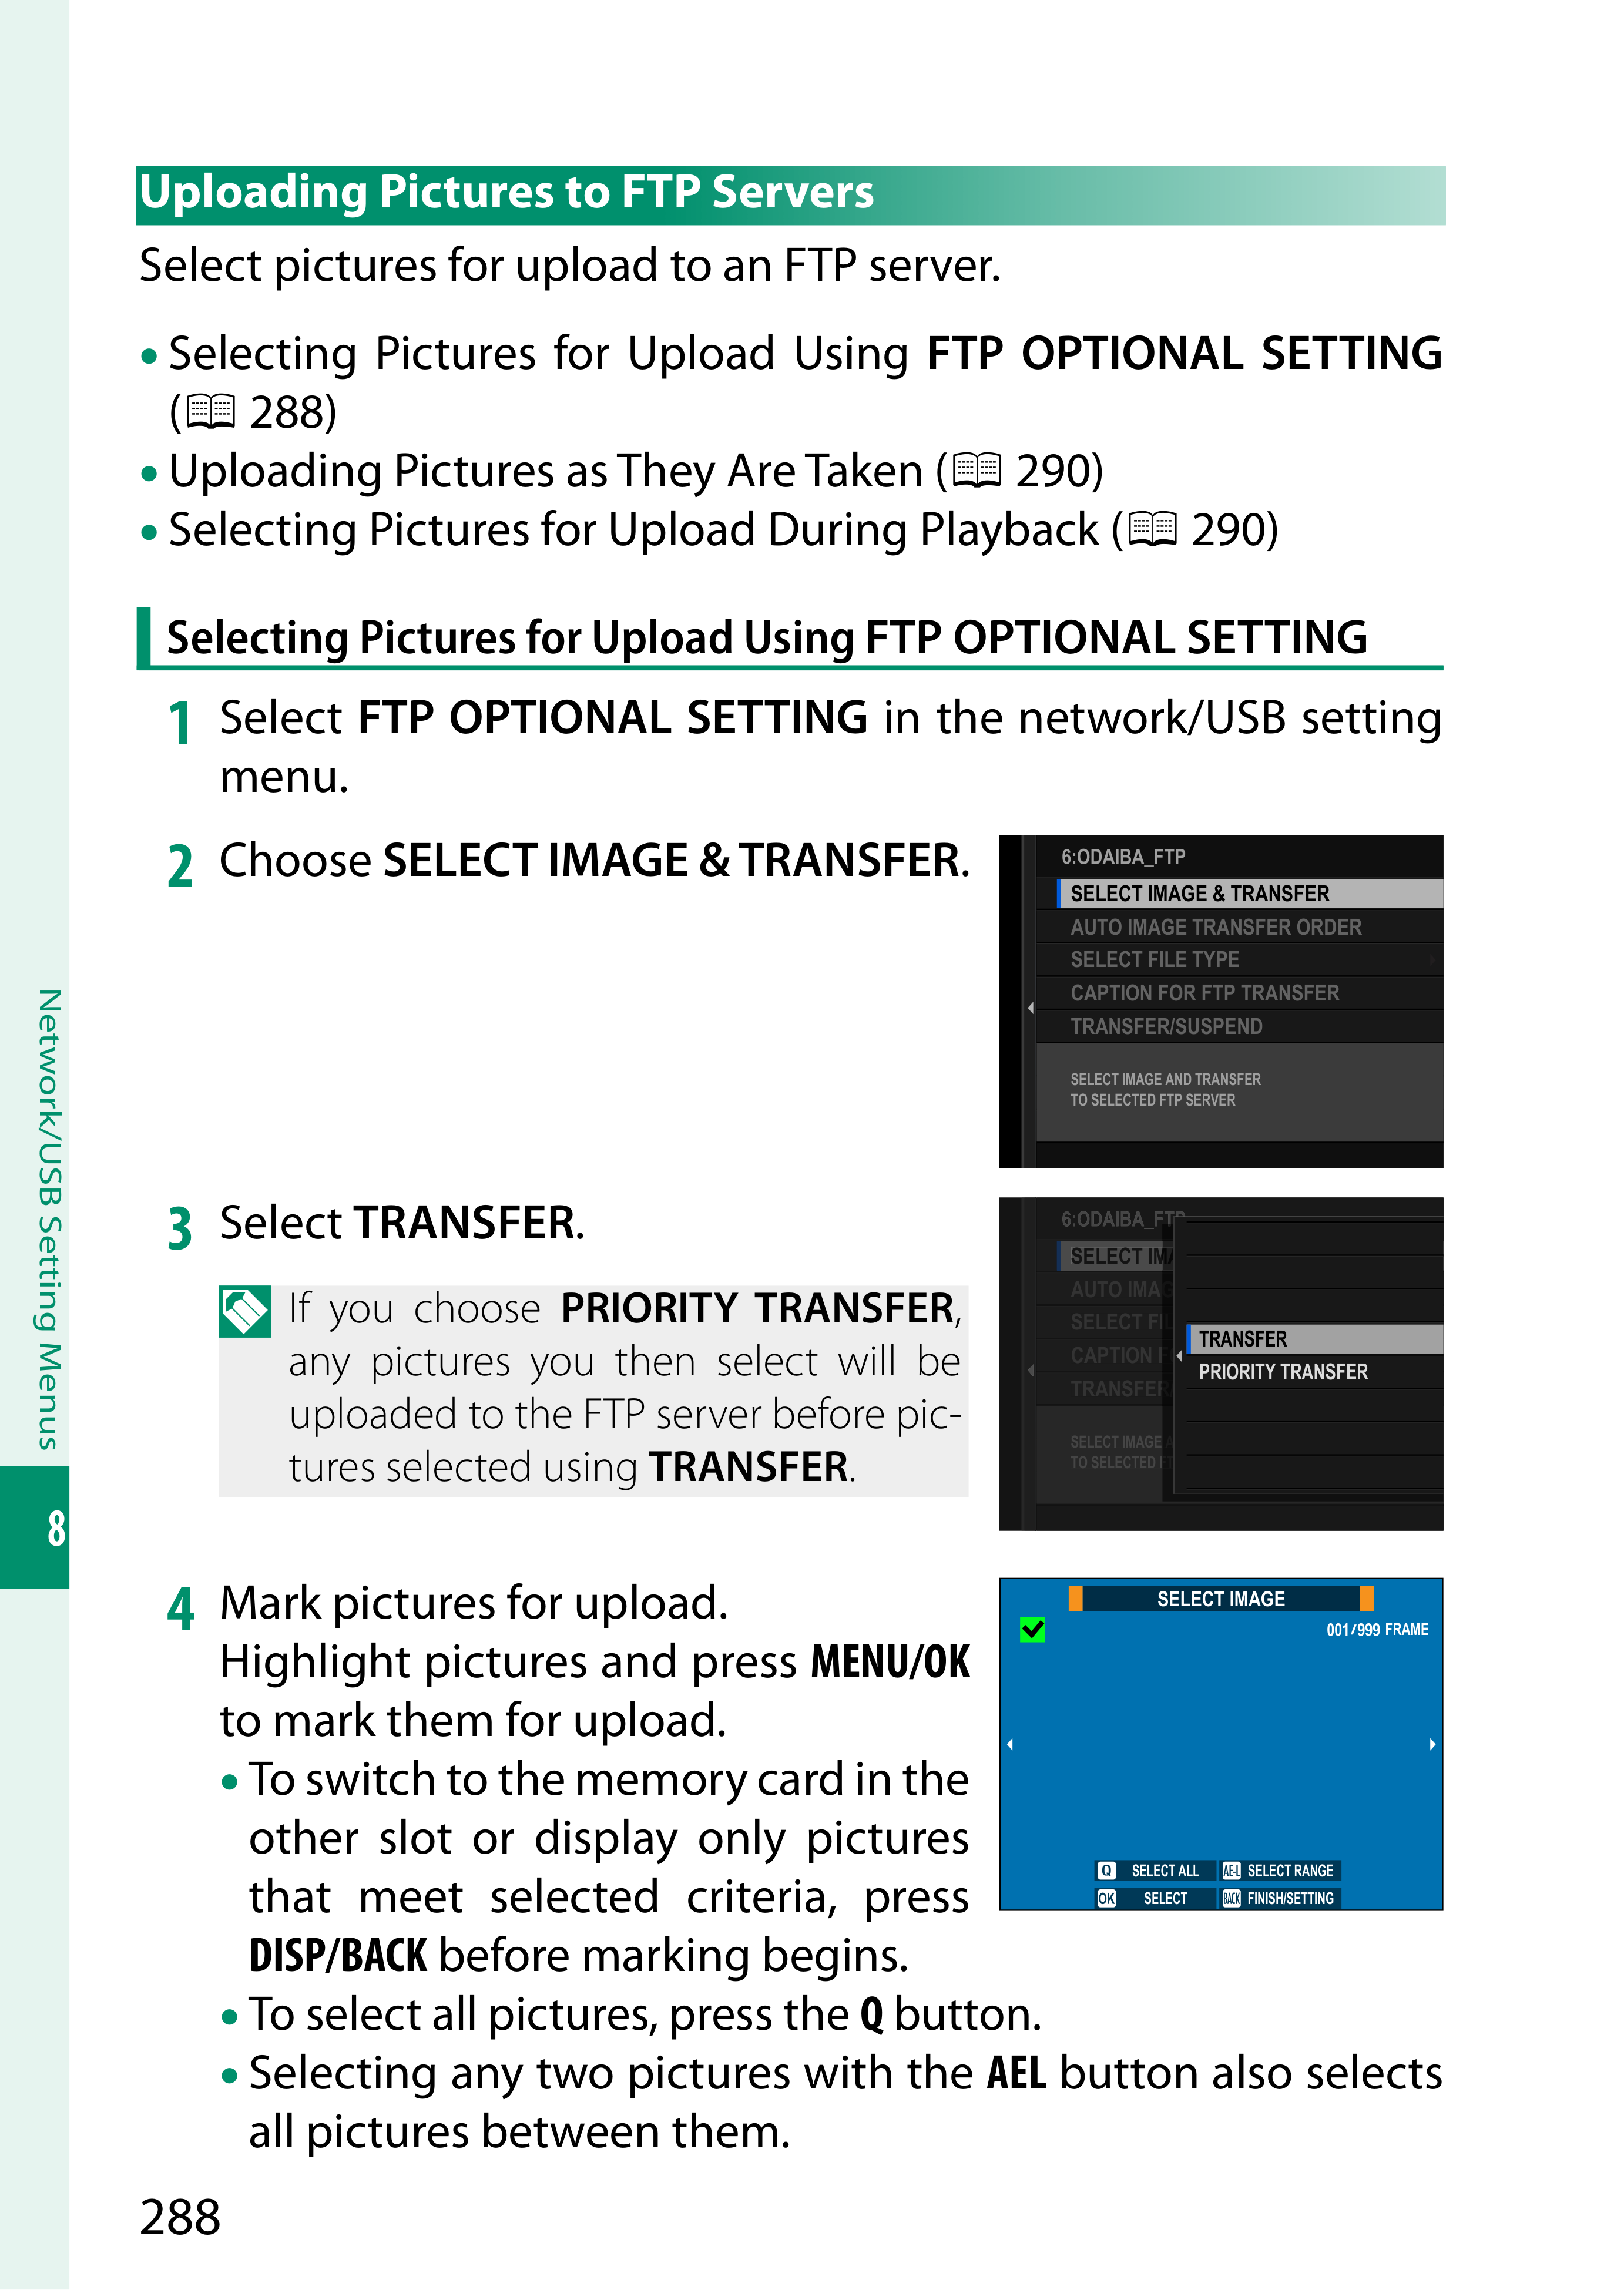 Uploading Pictures to FTP Servers
Select pictures for upload to an FTP server.
• Selecting Pictures for Upload Using FTP OPTIONAL SETTING
(288)
• Uploading Pictures as They Are Taken (290)
• Selecting Pictures for Upload During Playback (290)
Selecting Pictures for Upload Using FTP OPTIONAL SETTING
1 Select FTP OPTIONAL SETTING in the network/USB setting
menu.
2 Choose SELECT IMAGE & TRANSFER.
6:ODAIBA_FTP
SELECT IMAGE & TRANSFER
AUTO IMAGE TRANSFER ORDER
SELECT FILE TYPE
CAPTION FOR FTP TRANSFER
TRANSFER/SUSPEND
SELECT IMAGE AND TRANSFER
TO SELECTED FTP SERVER
3 Select TRANSFER.
If you choose PRIORITY TRANSFER,
any pictures you then select will be
uploaded to the FTP server before pic-
tures selected using TRANSFER.
6:ODAIBA_FTP
SELECT IMA
AUTO IMAG
SELECT FIL
CAPTION F
TRANSFER
SELECT IMAGE A
TO SELECTED FT
TRANSFER
PRIORITY TRANSFER
4 Mark pictures for upload.
Highlight pictures and press MENU/OK
to mark them for upload.
• To switch to the memory card in the
other slot or display only pictures
that meet selected criteria, press
DISP/BACK before marking begins.
• To select all pictures, press the Q button.
• Selecting any two pictures with the AEL button also selects
all pictures between them.
SELECT IMAGE
001/999 FRAME
Q SELECT ALL AE-L SELECT RANGE
OK SELECT BACK FINISH/SETTING
Network/USB Setting Menus
8
288